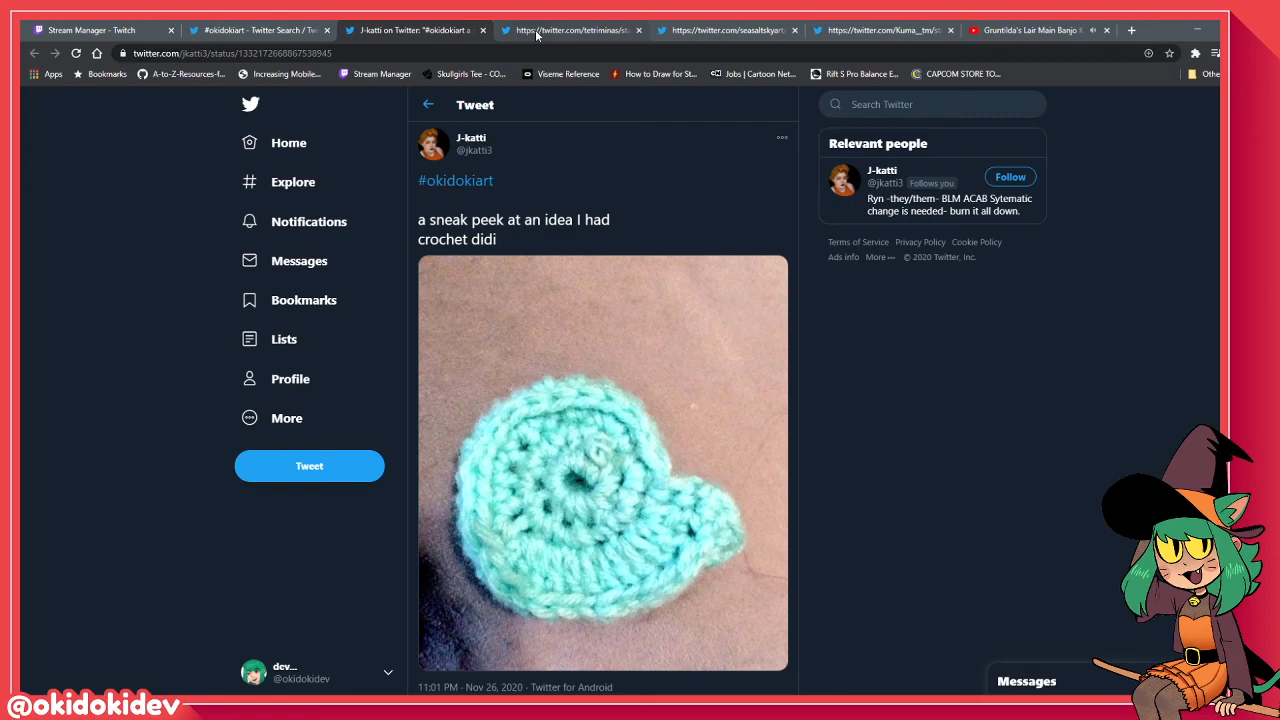 Stream Manager - Twitch
#okidokiart - Twitter Search / Twi
J-katti on Twitter: "#okidokiart a s
https://twitter.com/tetriminas/sta
https://twitter.com/seasaltskyart
https://twitter.com/Kuma__tm/st
Gruntilda's Lair Main Banjo K
twitter.com/jkatti3/status/1332172668867538945
Apps
Bookmarks
A-to-Z-Resources-f...
Increasing Mobile...
Stream Manager
Skullgirls Tee - CO...
Viseme Reference
How to Draw for St...
Jobs | Cartoon Net...
Rift S Pro Balance E...
CAPCOM STORE TO...
Othe
Home
Explore
Notifications
Messages
Bookmarks
Lists
Profile
More
Tweet
dev...
@okidokidev
Tweet
J-katti
@jkatti3
#okidokiart
a sneak peek at an idea I had
crochet didi
11:01 PM · Nov 26, 2020 · Twitter for Android
Search Twitter
Relevant people
J-katti
@jkatti3 Follows you
Follow
Ryn -they/them- BLM ACAB Sytematic
change is needed- burn it all down.
Terms of Service Privacy Policy Cookie Policy
Ads info More © 2020 Twitter, Inc.
Messages
@okidokidev